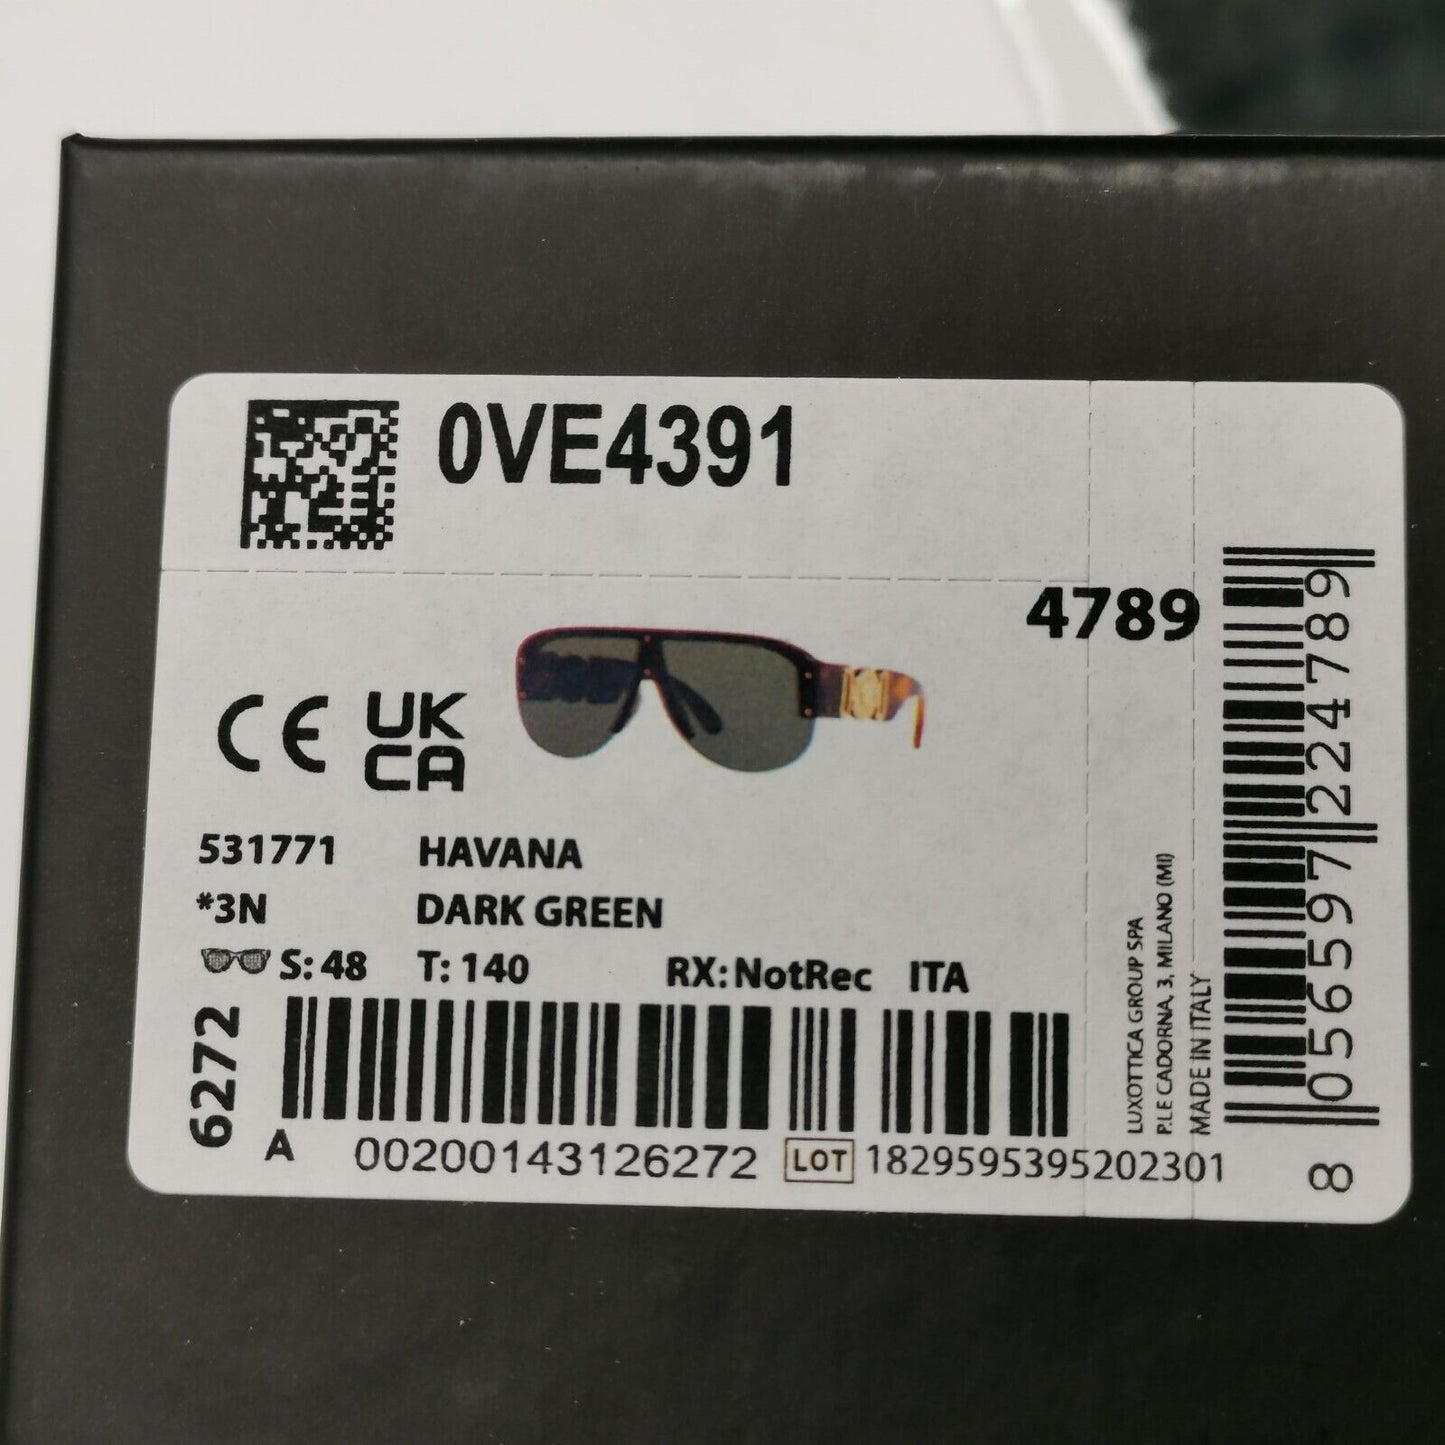 0VE4391
4789
CE UK
CA
531771 HAVANA
*3N DARK GREEN
S: 48 T: 140 RX: NotRec ITA
6272
A 00200143126272 LOT 1829595395202301
LUXOTTICA GROUP SPA
P.LE CADORNA, 3, MILANO (MI)
MADE IN ITALY
8 056597 224789